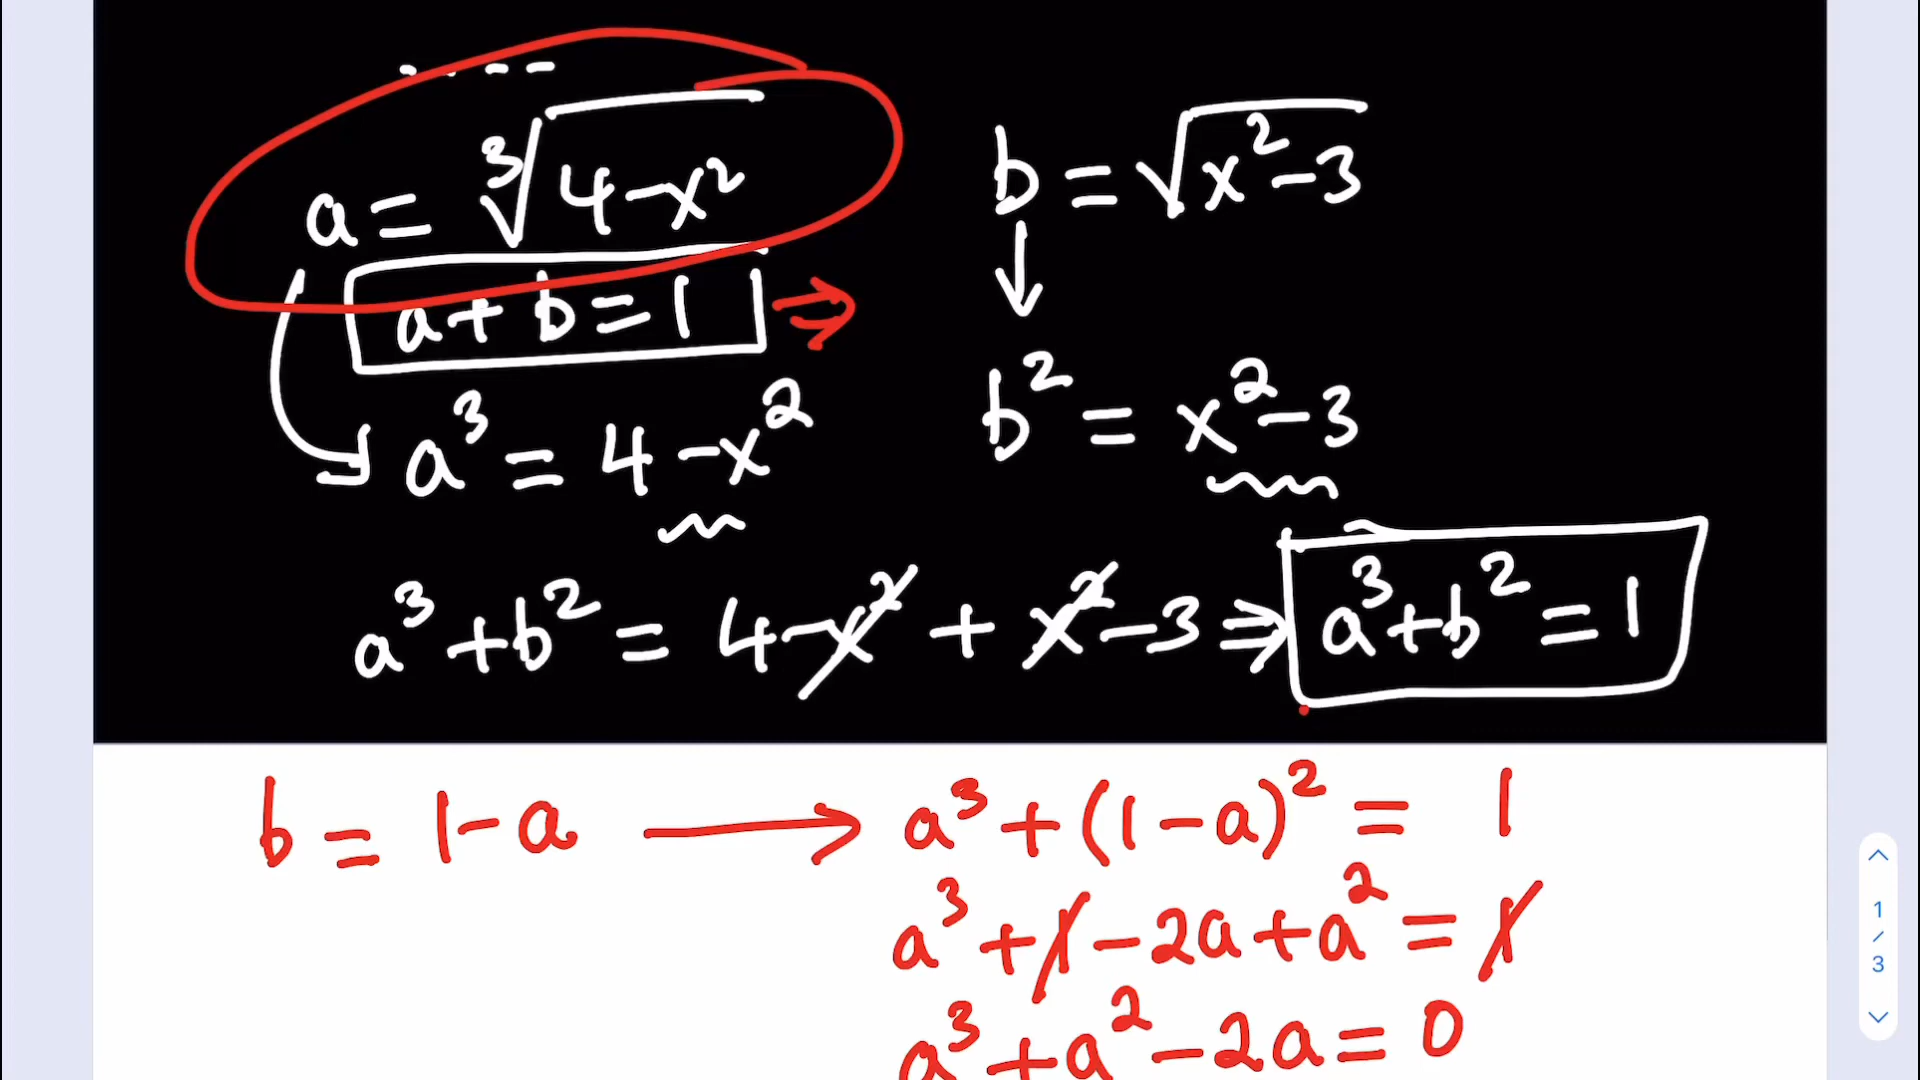 a = ∛(4-x²)    b = √(x²-3)
a + b = 1 ⇒
a³ = 4 - x²    b² = x² - 3
a³ + b² = 4 - x² + x² - 3 ⇒ a³ + b² = 1
b = 1 - a ⟶ a³ + (1 - a)² = 1
a³ + 1 - 2a + a² = 1
a³ + a² - 2a = 0
1
/
3